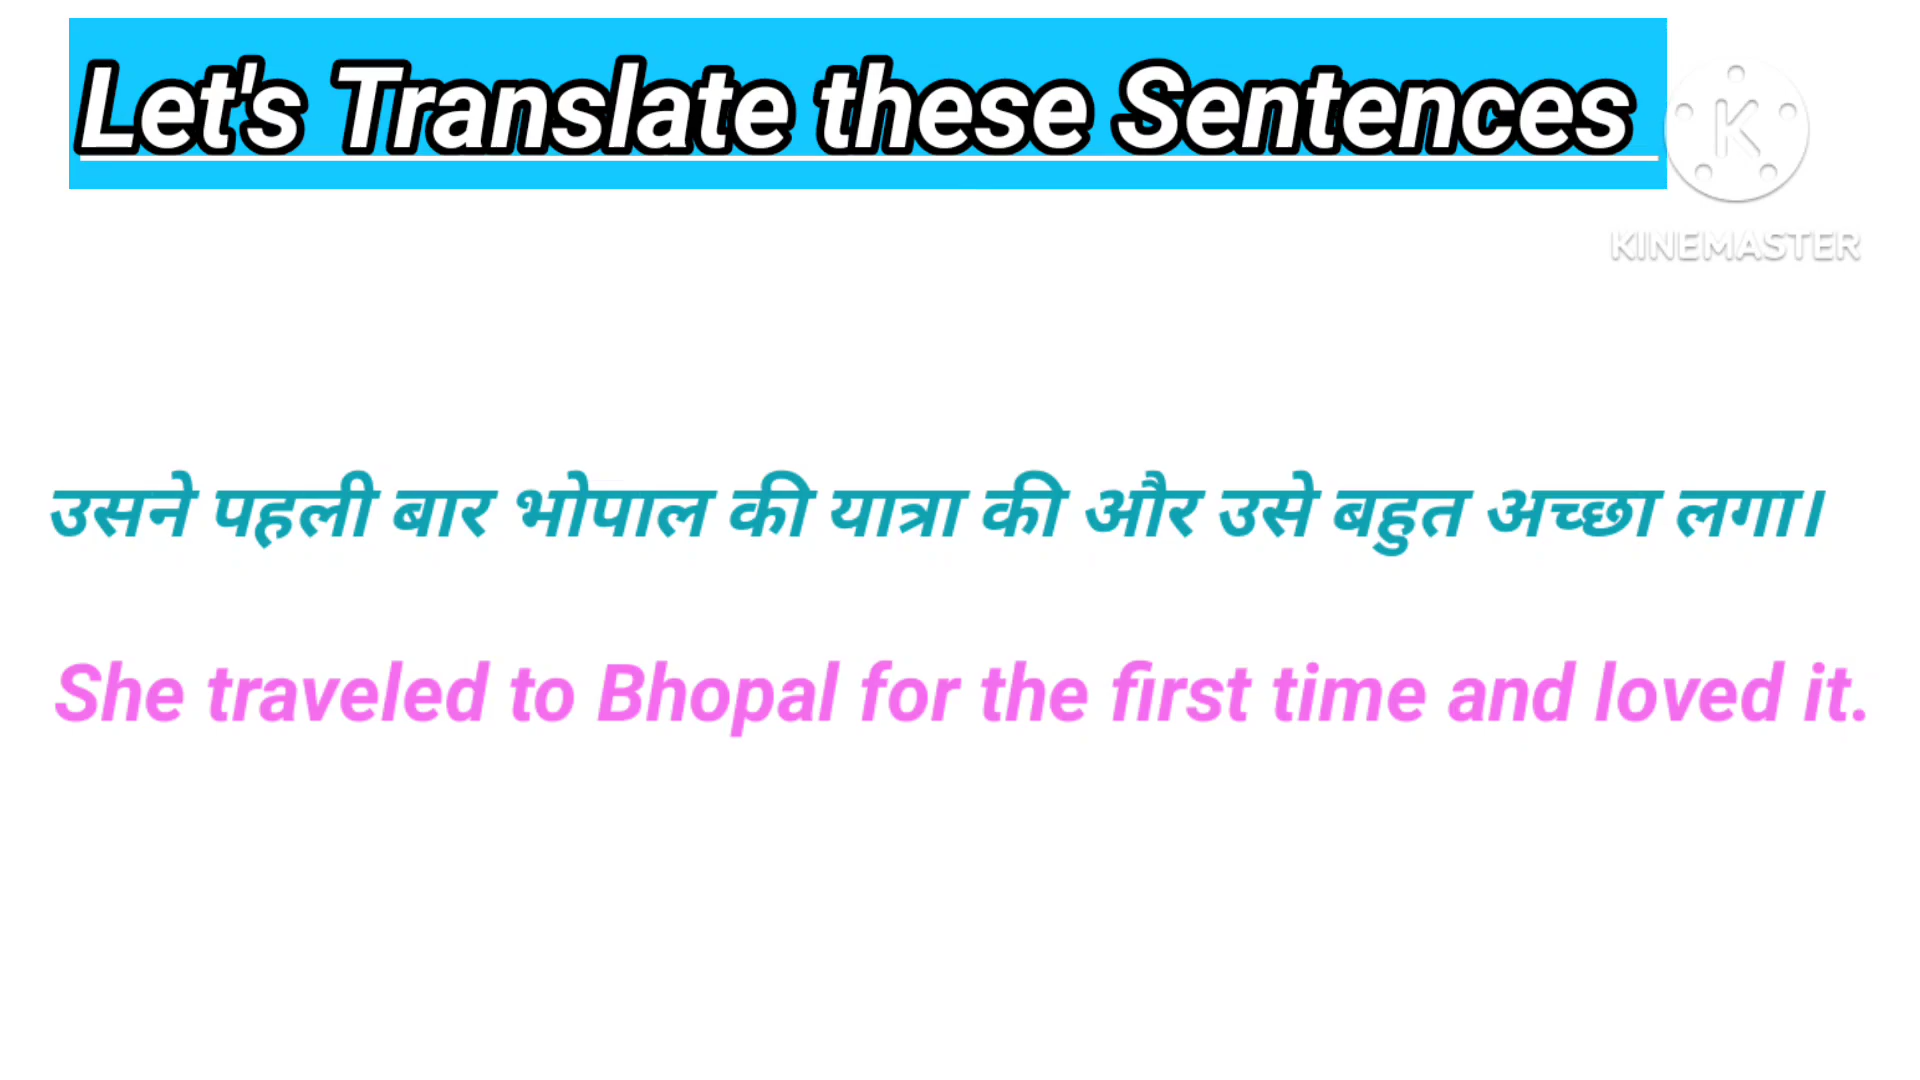 Let's Translate these Sentences
KINEMASTER
उसने पहली बार भोपाल की यात्रा की और उसे बहुत अच्छा लगा।
She traveled to Bhopal for the first time and loved it.